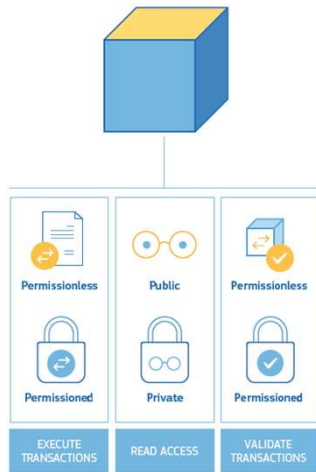 Permissionless
Public
Permissionless
Permissioned
Private
Permissioned
EXECUTE
TRANSACTIONS
READ ACCESS
VALIDATE
TRANSACTIONS